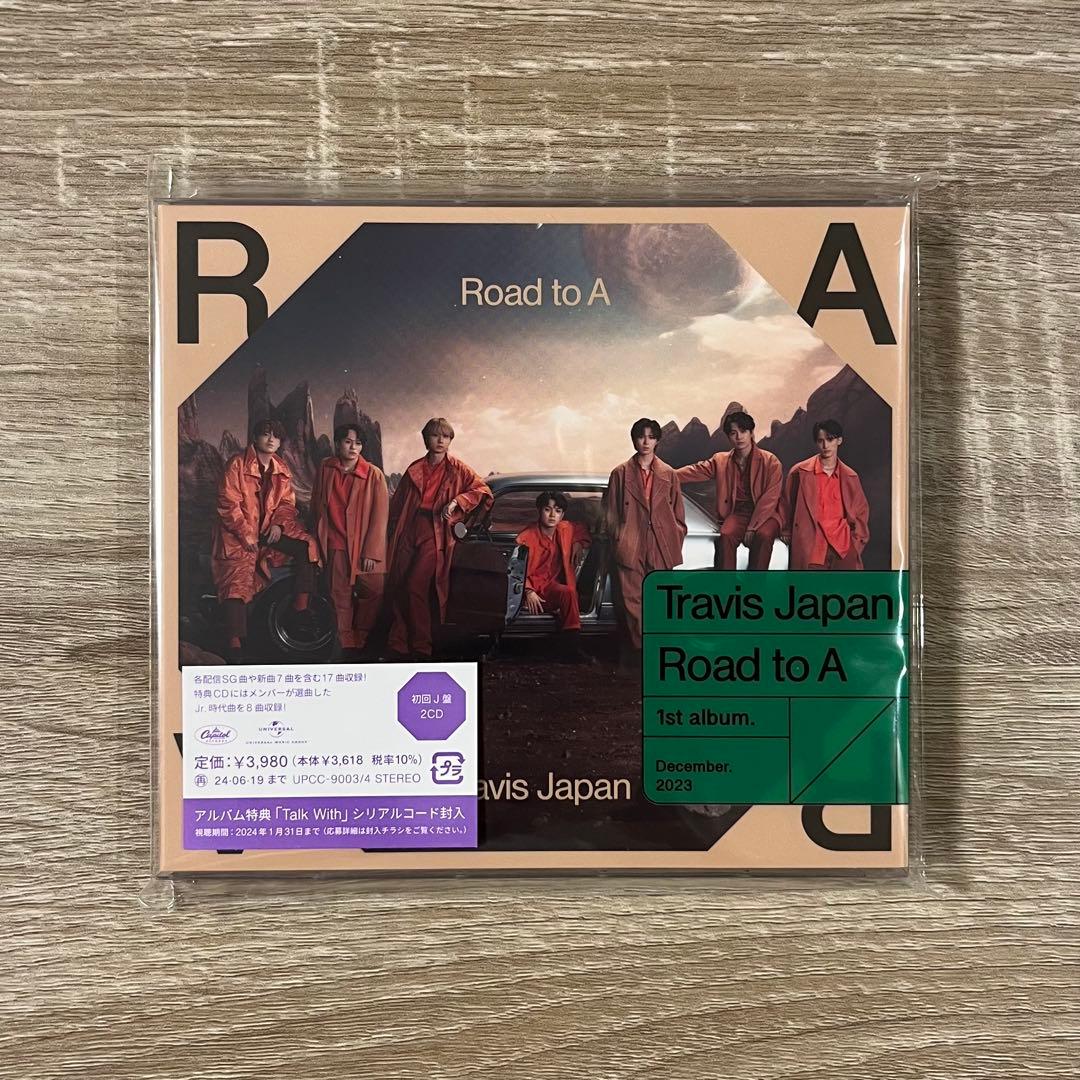 R
A
Road to A
Travis Japan
Road to A
1st album.
December.
2023
各配信SG曲や新曲7曲を含む17曲収録!
特典CDにはメンバーが選曲した
Jr.時代曲を8曲収録!
初回J盤
2CD
Capitol
RECORDS
UNIVERSAL
UNIVERSAL MUSIC GROUP
定価:¥3,980(本体¥3,618 税率10%)
再 24・06・19 まで UPCC-9003/4 STEREO
プラ
アルバム特典「Talk With」シリアルコード封入
視聴期間:2024年1月31日まで(応募詳細は封入チラシをご覧ください。)
avis Japan
R